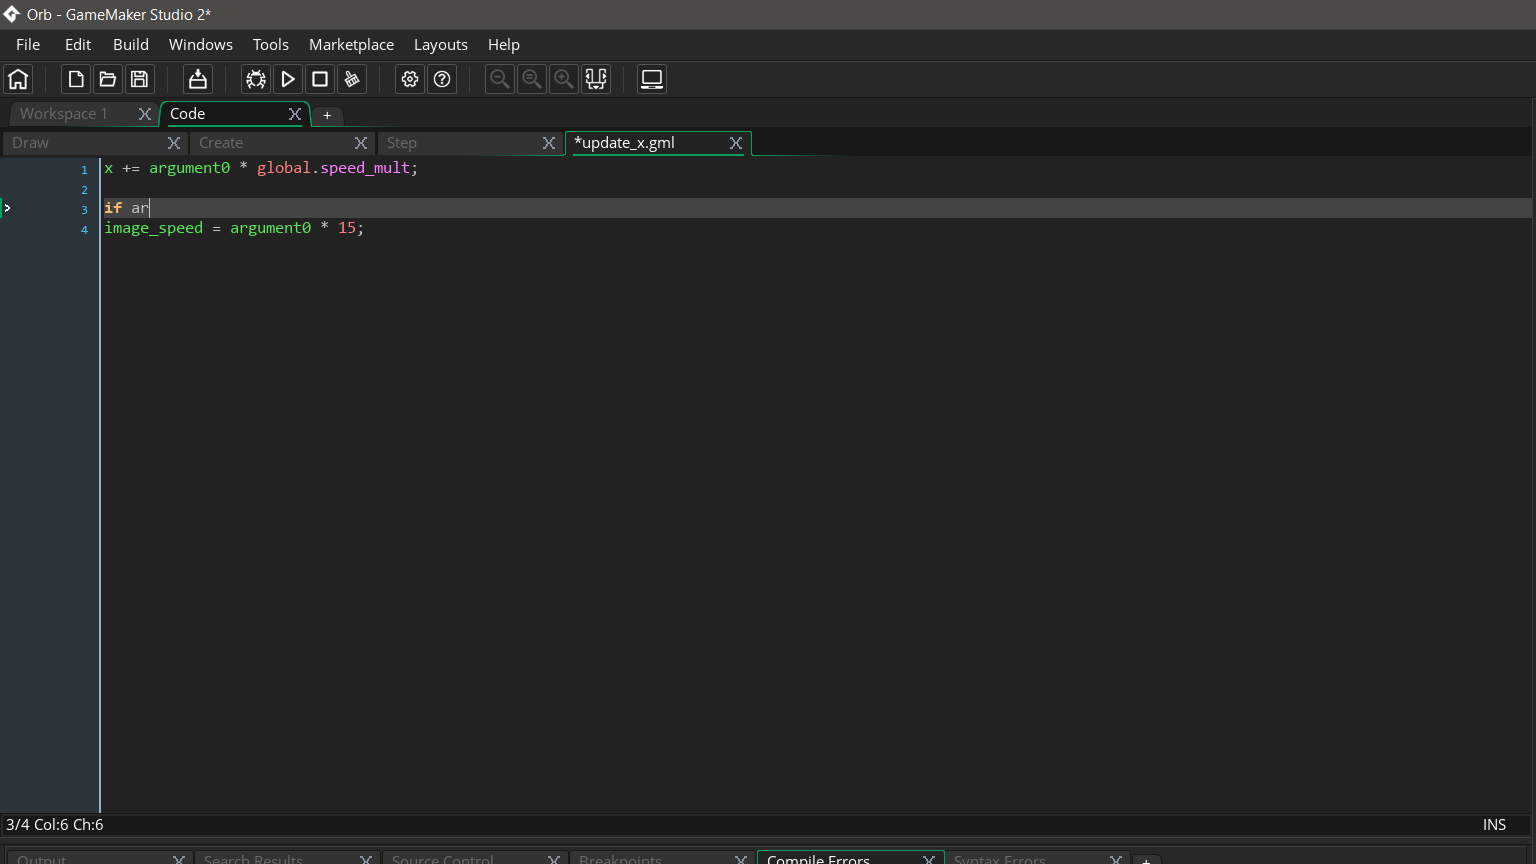 Orb - GameMaker Studio 2*
File Edit Build Windows Tools Marketplace Layouts Help
Workspace 1 X Code X +
Draw X Create X Step X *update_x.gml X
1 x += argument0 * global.speed_mult;
2
3 if ar
4 image_speed = argument0 * 15;
3/4 Col:6 Ch:6 INS
Output X Search Results X Source Control X Breakpoints X Compile Errors X Syntax Errors X +